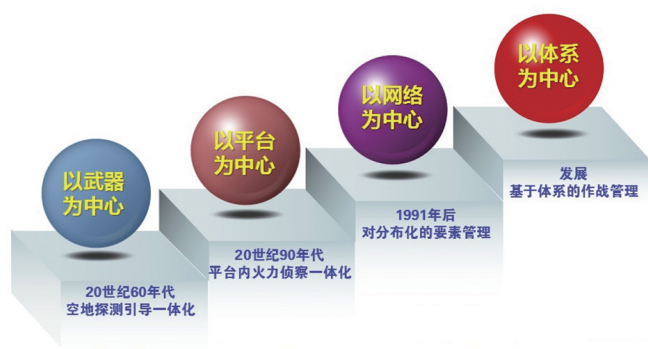 以武器
为中心
20世纪60年代
空地探测引导一体化
以平台
为中心
20世纪90年代
平台内火力侦察一体化
以网络
为中心
1991年后
对分布化的要素管理
以体系
为中心
发展
基于体系的作战管理